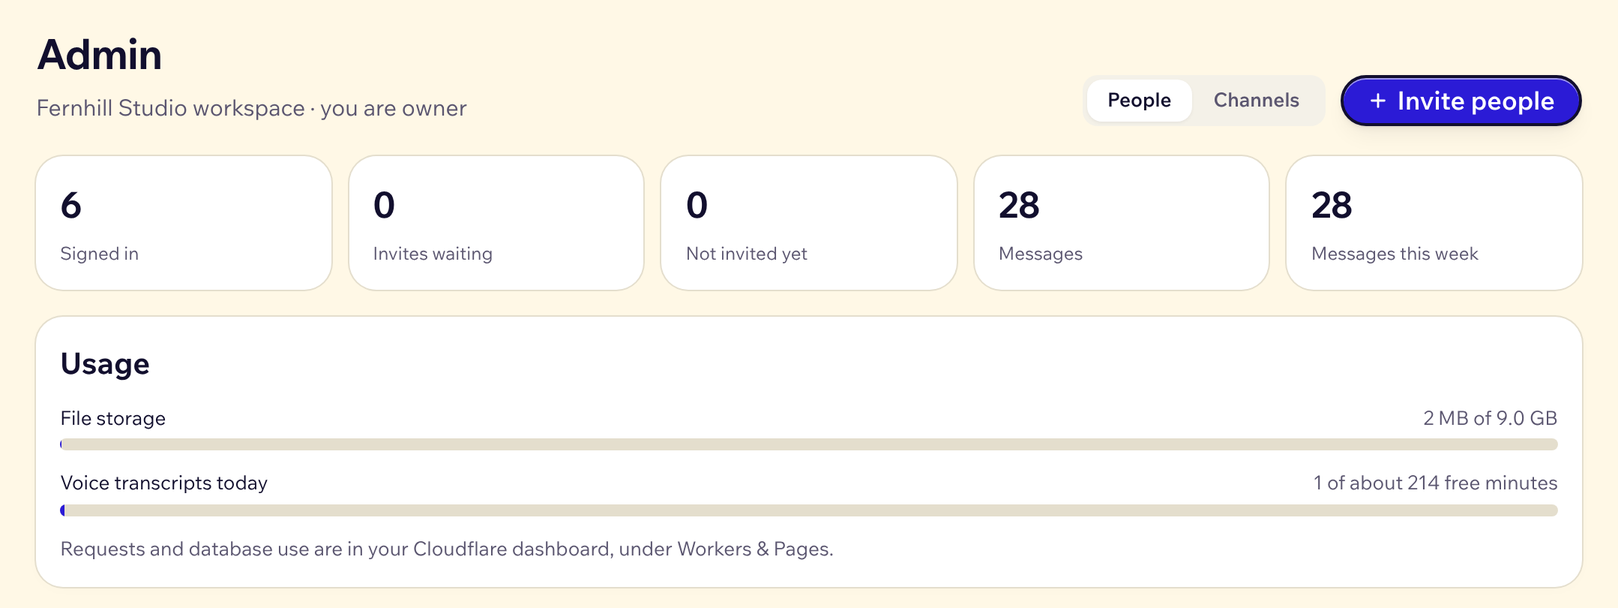 Admin
Fernhill Studio workspace · you are owner
People
Channels
+ Invite people
6
Signed in
0
Invites waiting
0
Not invited yet
28
Messages
28
Messages this week
Usage
File storage
2 MB of 9.0 GB
Voice transcripts today
1 of about 214 free minutes
Requests and database use are in your Cloudflare dashboard, under Workers & Pages.